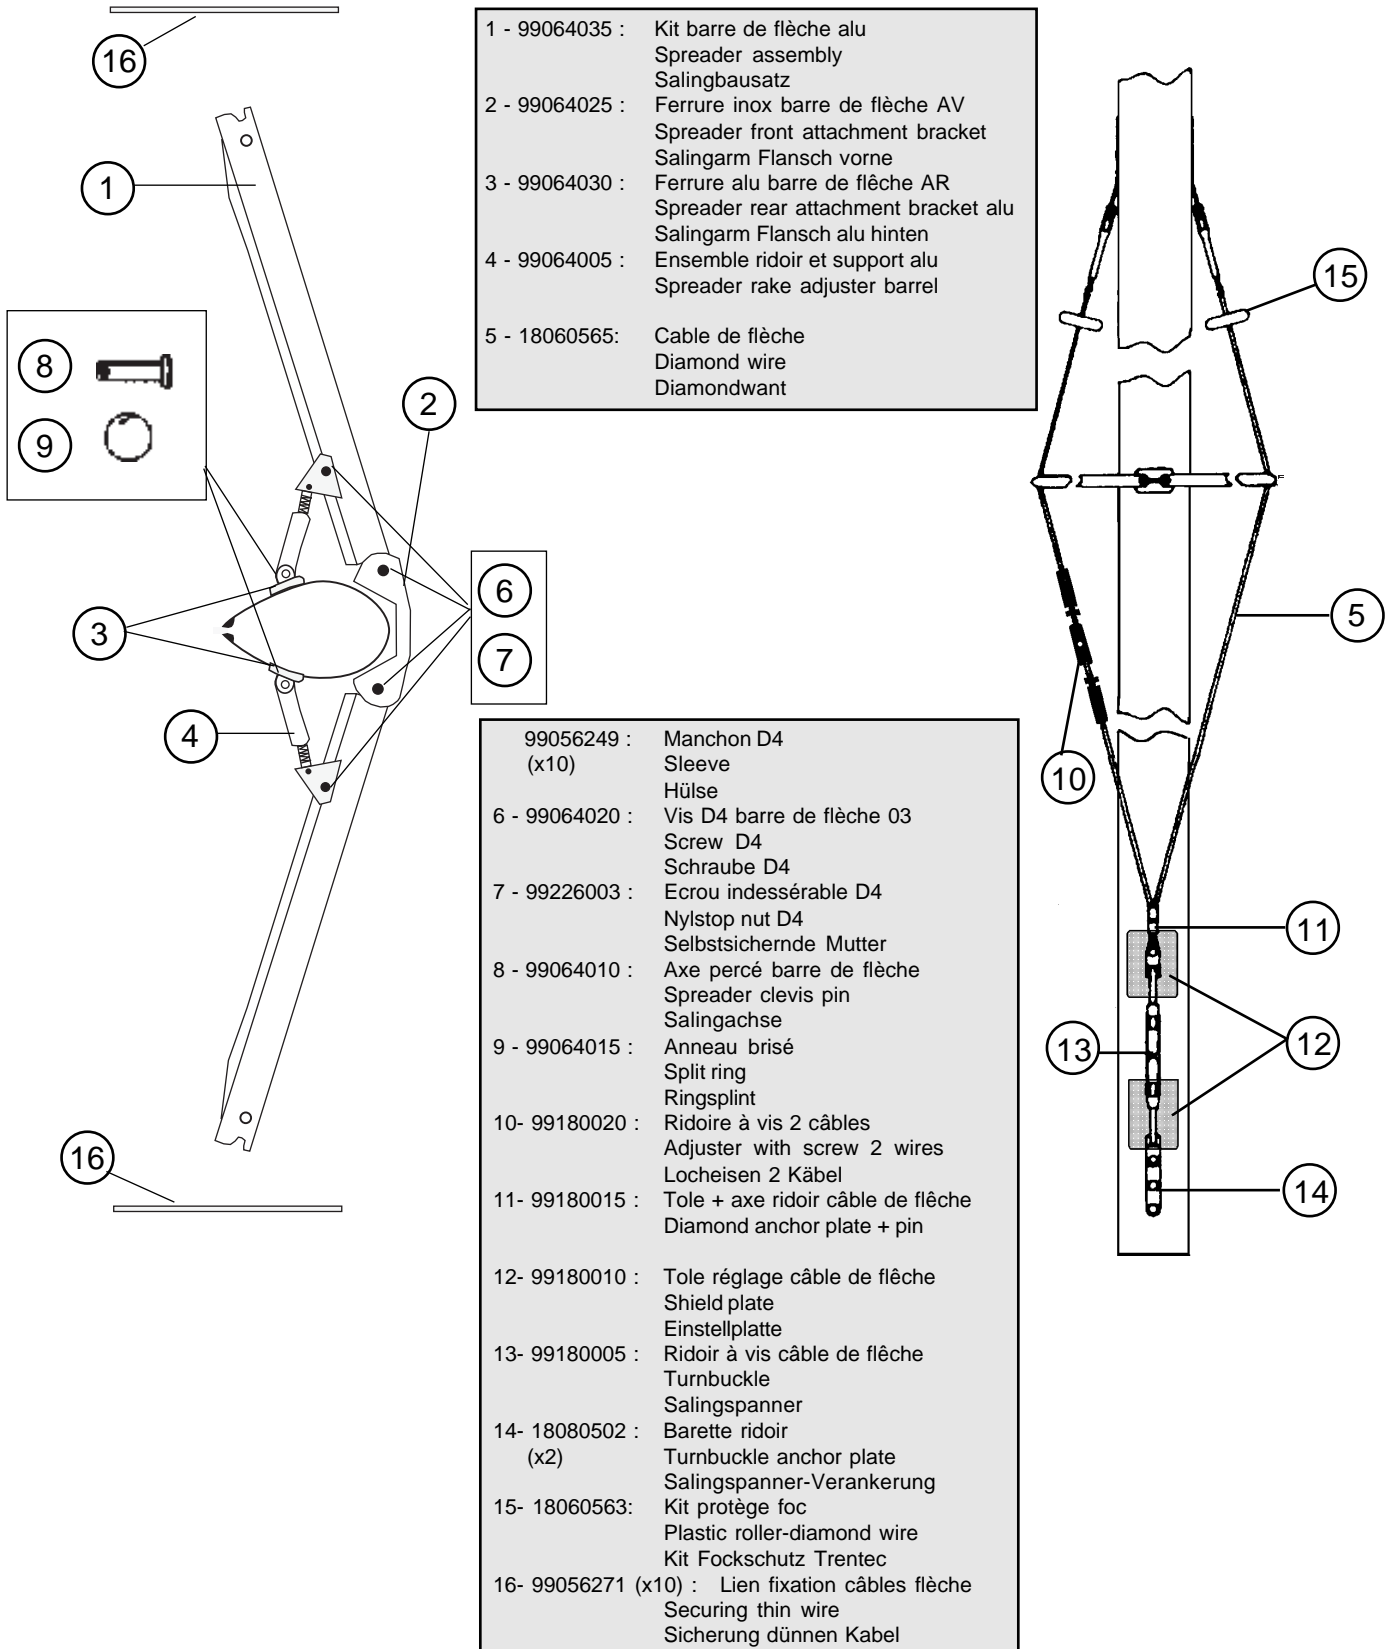 1 - 99064035 : Kit barre de flèche alu
Spreader assembly
Salingbausatz
2 - 99064025 : Ferrure inox barre de flèche AV
Spreader front attachment bracket
Salingarm Flansch vorne
3 - 99064030 : Ferrure alu barre de flêche AR
Spreader rear attachment bracket alu
Salingarm Flansch alu hinten
4 - 99064005 : Ensemble ridoir et support alu
Spreader rake adjuster barrel
5 - 18060565: Cable de flèche
Diamond wire
Diamondwant
16
1
8
9
2
3
4
6
7
16
15
5
10
11
12
13
14
99056249 : Manchon D4
(x10) Sleeve
Hülse
6 - 99064020 : Vis D4 barre de flèche 03
Screw D4
Schraube D4
7 - 99226003 : Ecrou indessérable D4
Nylstop nut D4
Selbstsichernde Mutter
8 - 99064010 : Axe percé barre de flèche
Spreader clevis pin
Salingachse
9 - 99064015 : Anneau brisé
Split ring
Ringsplint
10- 99180020 : Ridoire à vis 2 câbles
Adjuster with screw 2 wires
Locheisen 2 Käbel
11- 99180015 : Tole + axe ridoir câble de flêche
Diamond anchor plate + pin
12- 99180010 : Tole réglage câble de flêche
Shield plate
Einstellplatte
13- 99180005 : Ridoir à vis câble de flêche
Turnbuckle
Salingspanner
14- 18080502 : Barette ridoir
(x2) Turnbuckle anchor plate
Salingspanner-Verankerung
15- 18060563: Kit protège foc
Plastic roller-diamond wire
Kit Fockschutz Trentec
16- 99056271 (x10) : Lien fixation câbles flèche
Securing thin wire
Sicherung dünnen Kabel